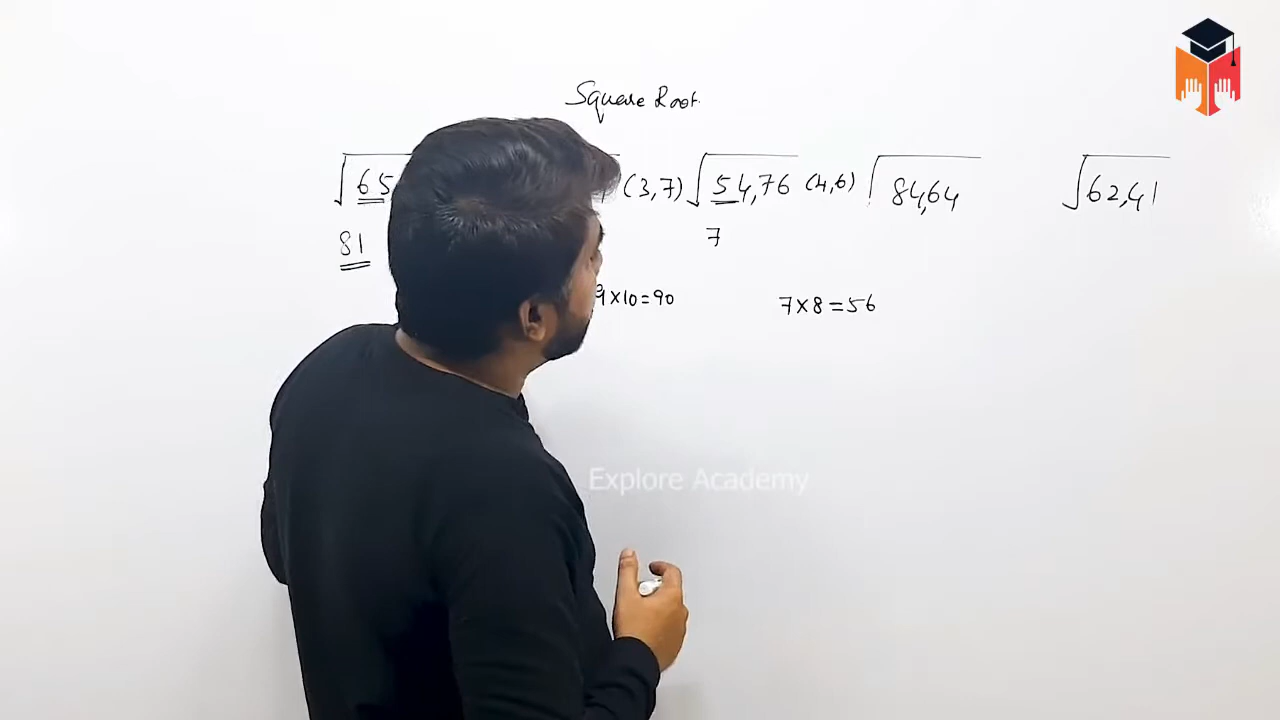 Square Root.
√65 (3,7) √54,76 (4,6) √84,64 √62,41
81 7
9×10=90 7×8=56
Explore Academy